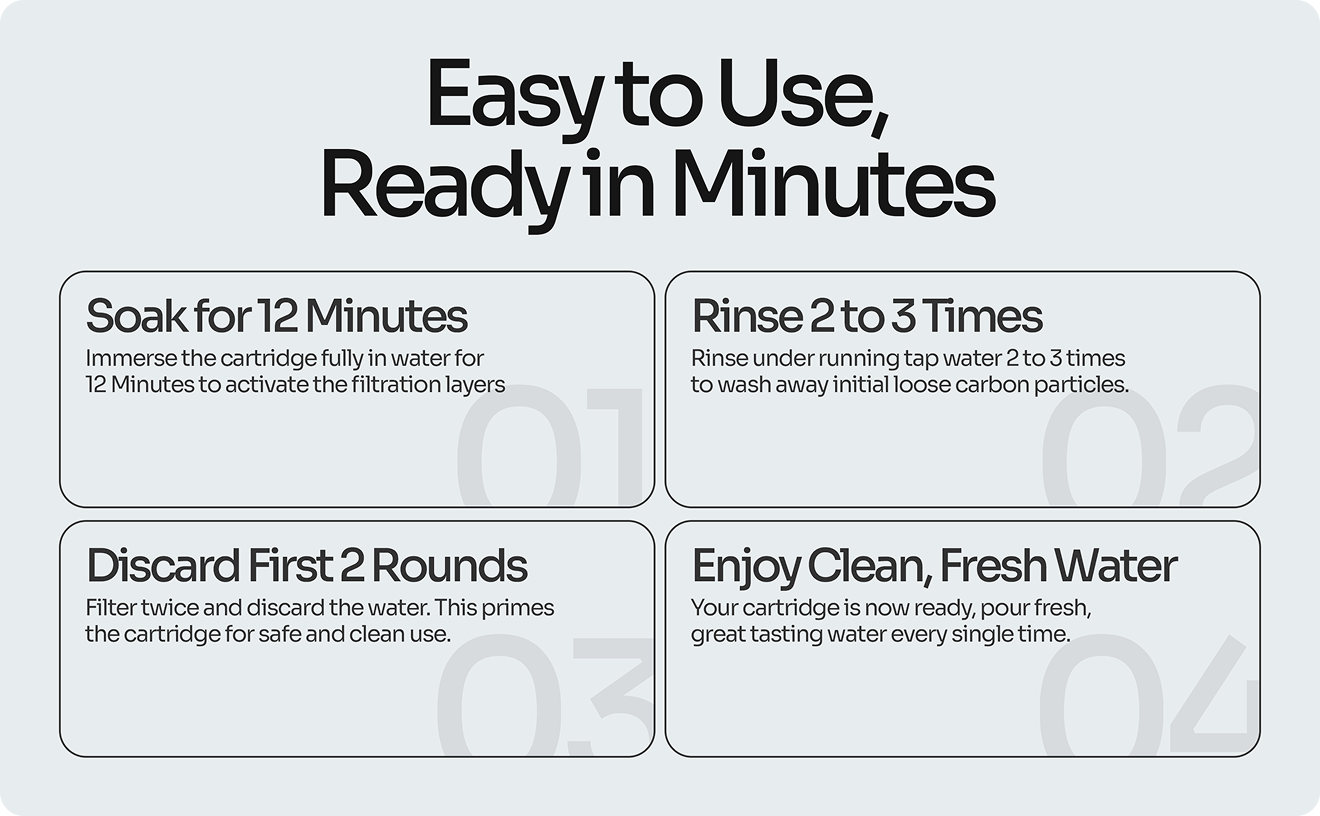 Easy to Use,
Ready in Minutes
Soak for 12 Minutes
Immerse the cartridge fully in water for
12 Minutes to activate the filtration layers
01
Rinse 2 to 3 Times
Rinse under running tap water 2 to 3 times
to wash away initial loose carbon particles.
02
Discard First 2 Rounds
Filter twice and discard the water. This primes
the cartridge for safe and clean use.
03
Enjoy Clean, Fresh Water
Your cartridge is now ready, pour fresh,
great tasting water every single time.
04